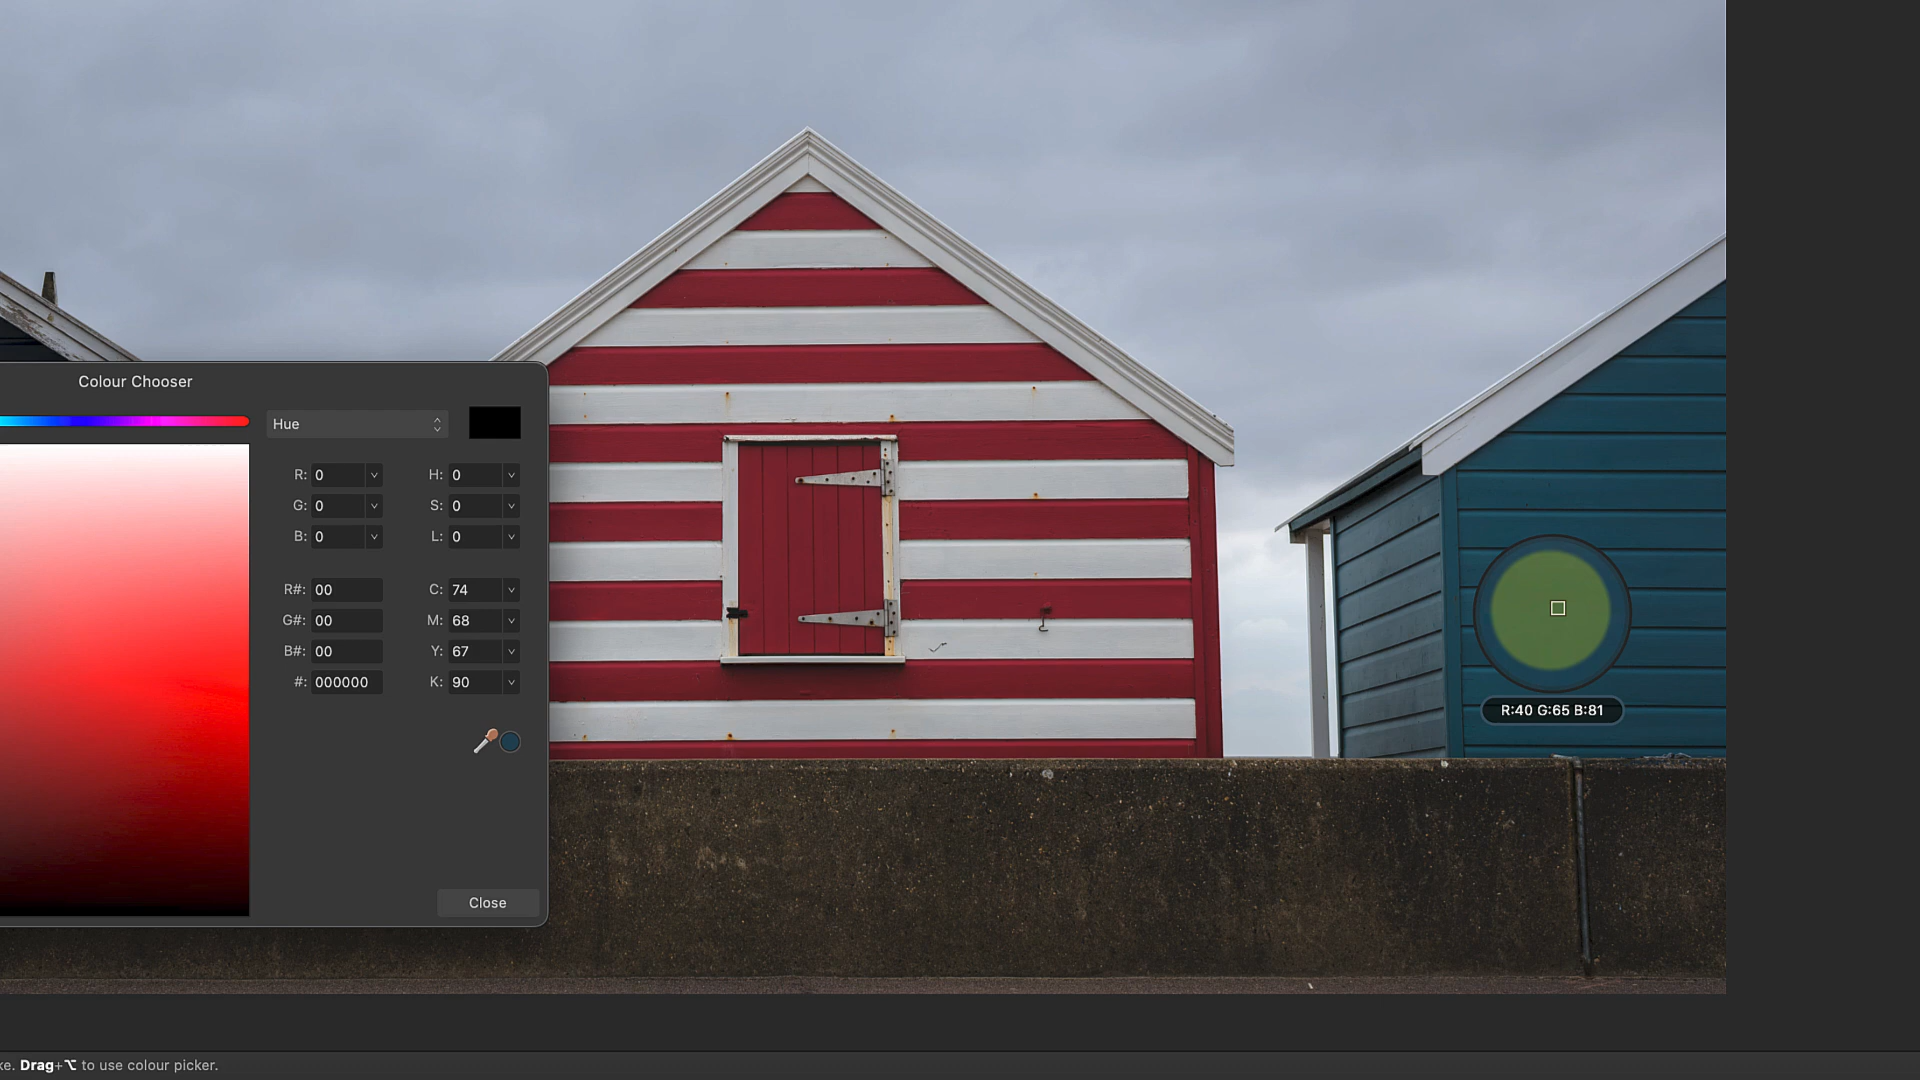 Colour Chooser
Hue
R: 0 H: 0
G: 0 S: 0
B: 0 L: 0
R#: 00 C: 74
G#: 00 M: 68
B#: 00 Y: 67
#: 000000 K: 90
R:40 G:65 B:81
Close
Drag+⌥ to use colour picker.